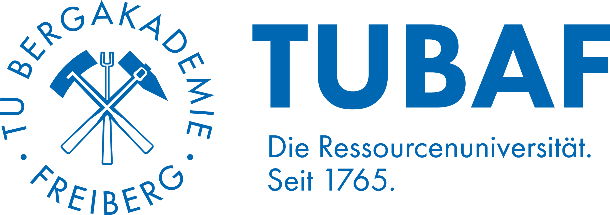 TU BERGAKADEMIE
· FREIBERG ·
TUBAF
Die Ressourcenuniversität.
Seit 1765.